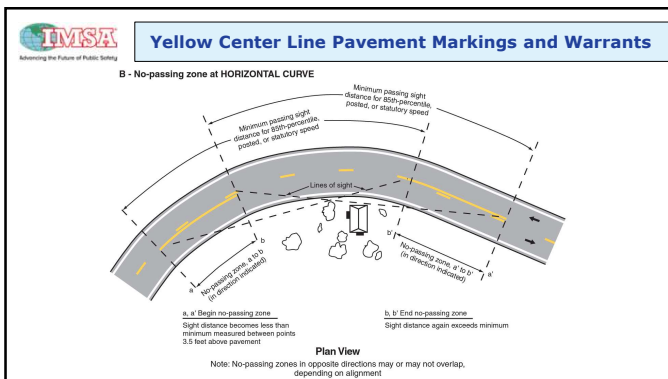 IMSA
Advancing the Future of Public Safety
Yellow Center Line Pavement Markings and Warrants
B - No-passing zone at HORIZONTAL CURVE
Minimum passing sight
distance for 85th-percentile,
posted, or statutory speed
Minimum passing sight
distance for 85th-percentile,
posted, or statutory speed
Lines of sight
b
No-passing zone, a to b
(in direction indicated)
a
b'
No-passing zone, a' to b'
(in direction indicated)
a'
a, a' Begin no-passing zone
Sight distance becomes less than
minimum measured between points
3.5 feet above pavement
b, b' End no-passing zone
Sight distance again exceeds minimum
Plan View
Note: No-passing zones in opposite directions may or may not overlap,
depending on alignment